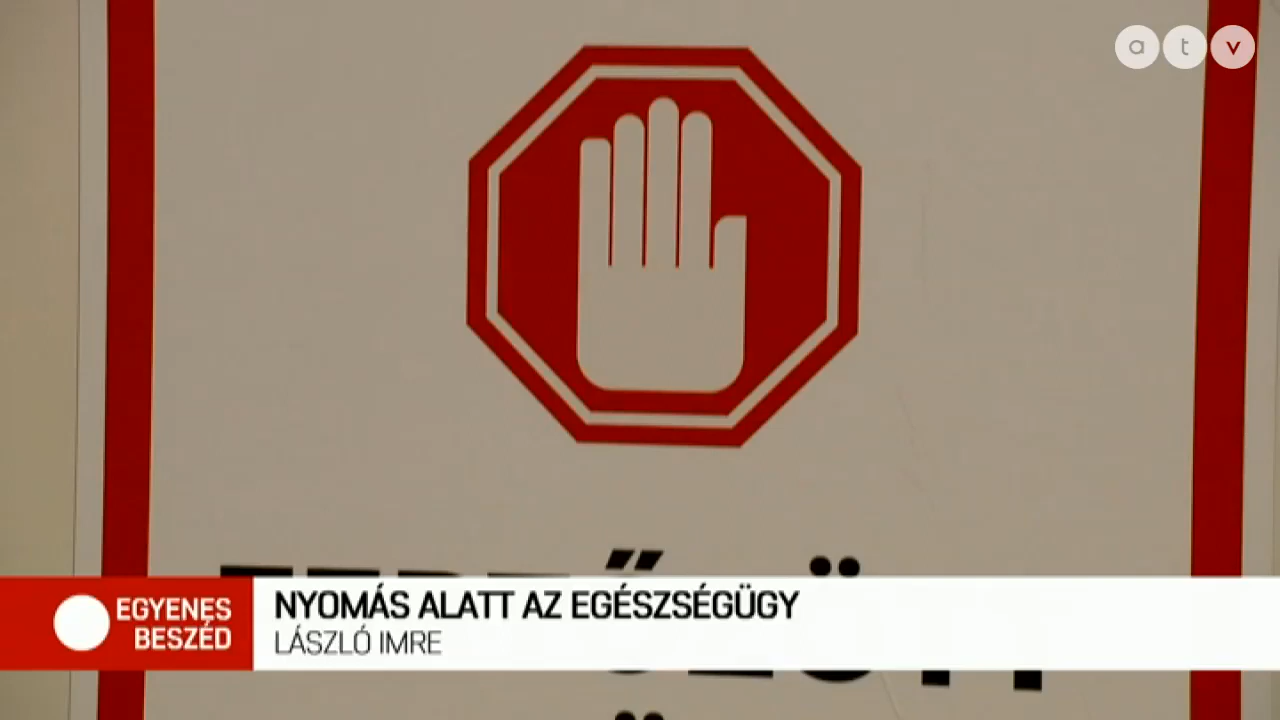 atv
EGYENES
BESZÉD
NYOMÁS ALATT AZ EGÉSZSÉGÜGY
LÁSZLÓ IMRE